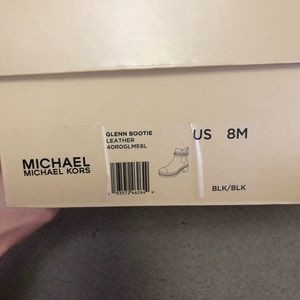 GLENN BOOTIE
LEATHER
40R0GLME6L
US 8M
MICHAEL
MICHAEL KORS
BLK/BLK